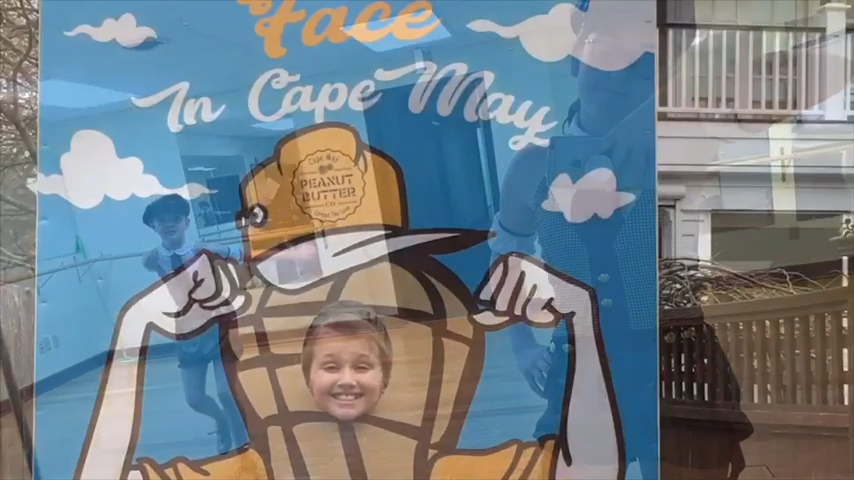 Face
In Cape May
CAPE MAY
PEANUT
BUTTER
CO